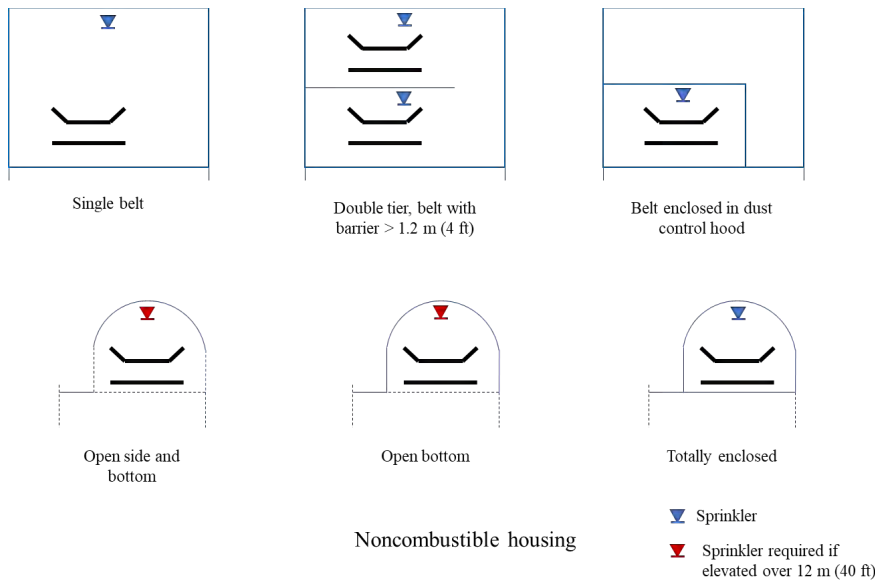 Single belt
Double tier, belt with
barrier > 1.2 m (4 ft)
Belt enclosed in dust
control hood
Open side and
bottom
Open bottom
Totally enclosed
Noncombustible housing
Sprinkler
Sprinkler required if
elevated over 12 m (40 ft)